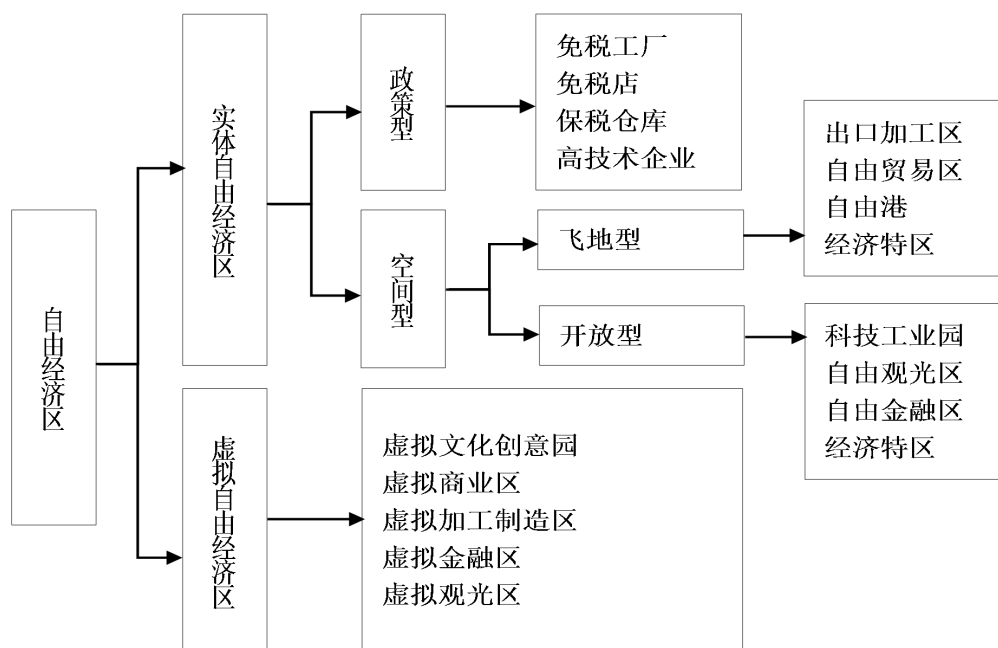 自由经济区
实体自由经济区
政策型
免税工厂
免税店
保税仓库
高技术企业
空间型
飞地型
出口加工区
自由贸易区
自由港
经济特区
开放型
科技工业园
自由观光区
自由金融区
经济特区
虚拟自由经济区
虚拟文化创意园
虚拟商业区
虚拟加工制造区
虚拟金融区
虚拟观光区